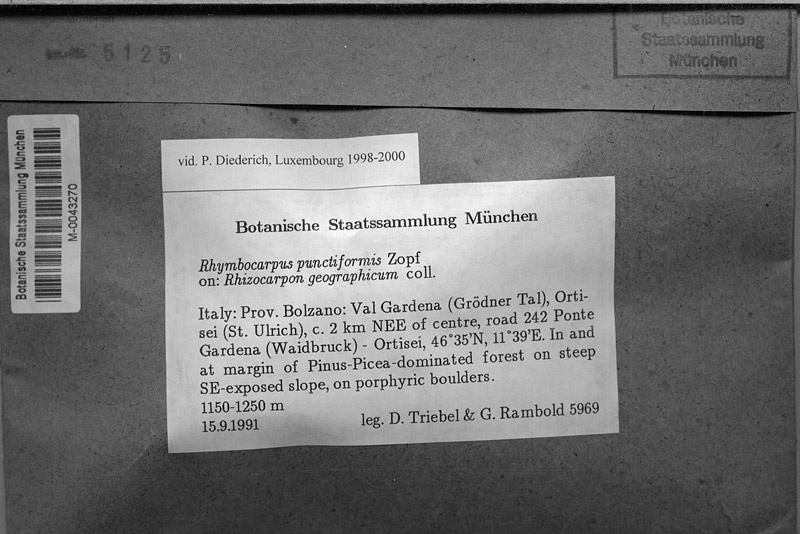 5125
Botanische
Staatssammlung
München
Botanische Staatssammlung München
M-0043270
vid. P. Diederich, Luxembourg 1998-2000
Botanische Staatssammlung München
Rhymbocarpus punctiformis Zopf
on: Rhizocarpon geographicum coll.
Italy: Prov. Bolzano: Val Gardena (Grödner Tal), Orti-
sei (St. Ulrich), c. 2 km NEE of centre, road 242 Ponte
Gardena (Waidbruck) - Ortisei, 46°35'N, 11°39'E. In and
at margin of Pinus-Picea-dominated forest on steep
SE-exposed slope, on porphyric boulders.
1150-1250 m
15.9.1991 leg. D. Triebel & G. Rambold 5969